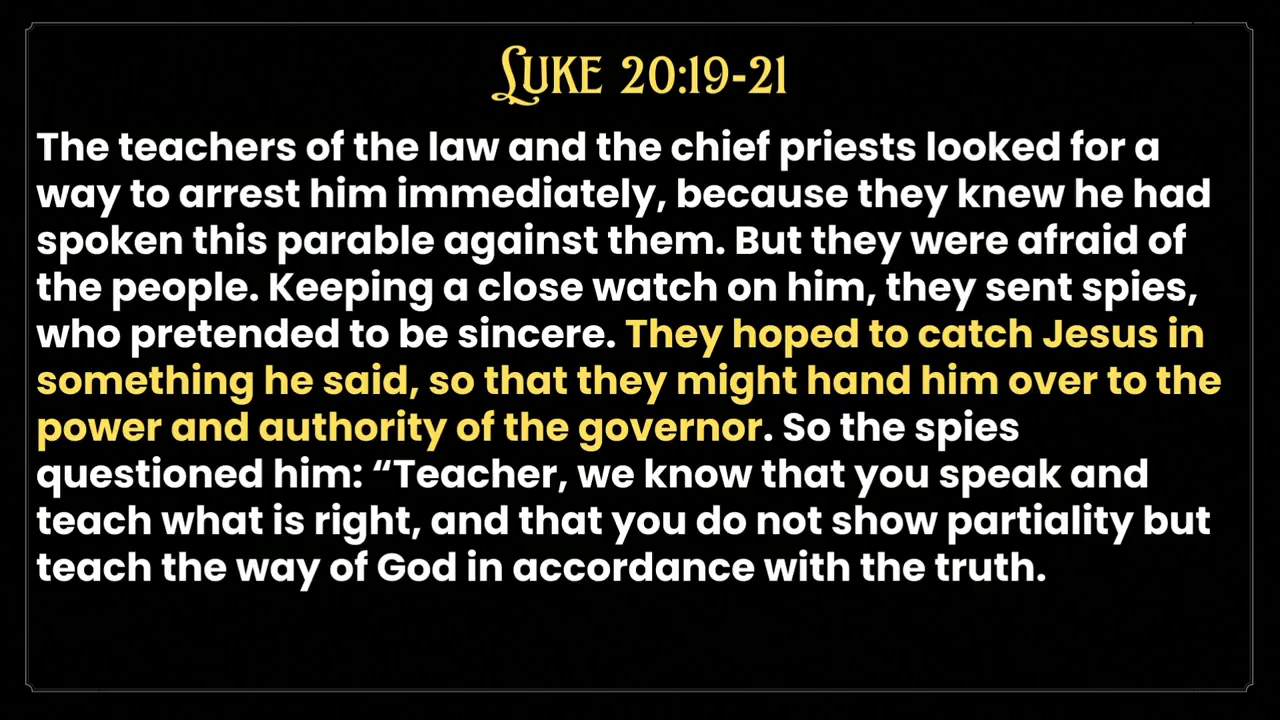 Luke 20:19-21
The teachers of the law and the chief priests looked for a
way to arrest him immediately, because they knew he had
spoken this parable against them. But they were afraid of
the people. Keeping a close watch on him, they sent spies,
who pretended to be sincere. They hoped to catch Jesus in
something he said, so that they might hand him over to the
power and authority of the governor. So the spies
questioned him: “Teacher, we know that you speak and
teach what is right, and that you do not show partiality but
teach the way of God in accordance with the truth.